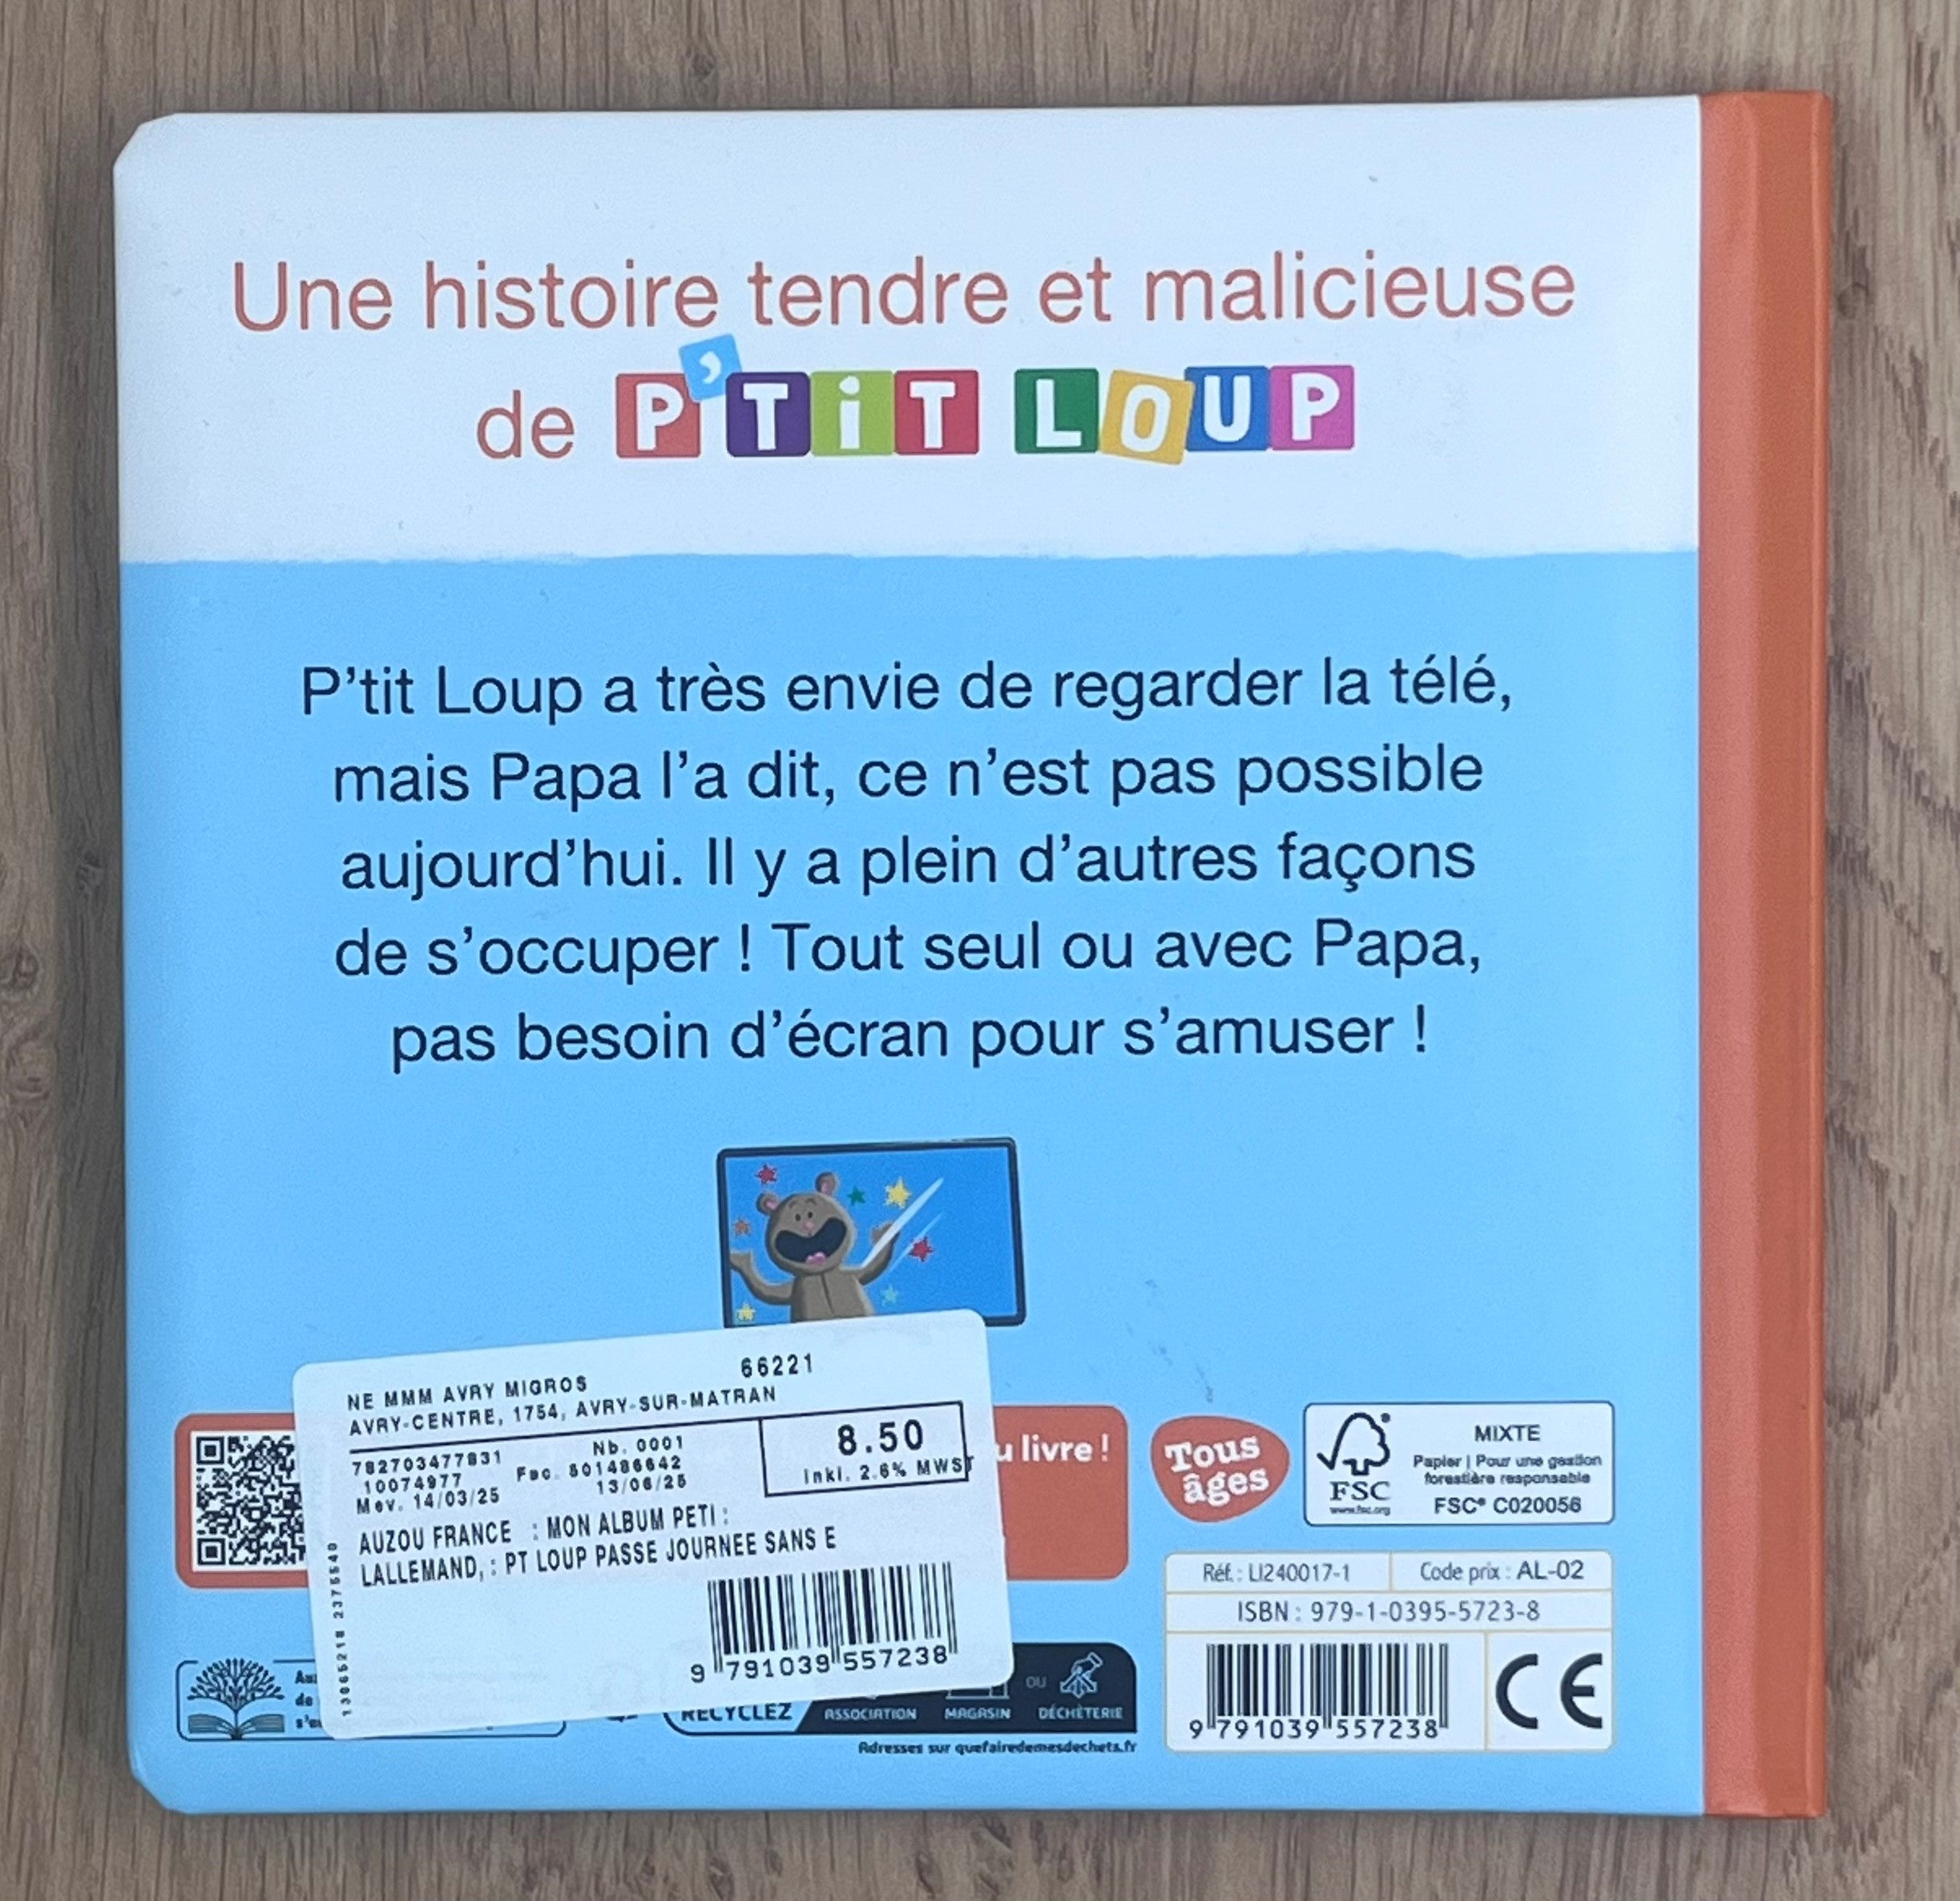 Une histoire tendre et malicieuse
de P'TiT LOUP
P'tit Loup a très envie de regarder la télé,
mais Papa l'a dit, ce n'est pas possible
aujourd'hui. Il y a plein d'autres façons
de s'occuper ! Tout seul ou avec Papa,
pas besoin d'écran pour s'amuser !
NE MMM AVRY MIGROS 66221
AVRY-CENTRE, 1754, AVRY-SUR-MATRAN
782703477831 Nb. 0001
10074977 Fac. 501486642
Mev. 14/03/25 13/06/25
8.50
inkl. 2.6% MWST
AUZOU FRANCE : MON ALBUM PETI :
LALLEMAND, : PT LOUP PASSE JOURNEE SANS E
9 791039 557238
livre !
Tous
âges
FSC
www.fsc.org
MIXTE
Papier | Pour une gestion
forestière responsable
FSC® C020056
Réf. : LI240017-1 Code prix : AL-02
ISBN : 979-1-0395-5723-8
9 791039 557238
CE
RECYCLEZ
ASSOCIATION MAGASIN OU DÉCHÈTERIE
Adresses sur quefairedemesdechets.fr